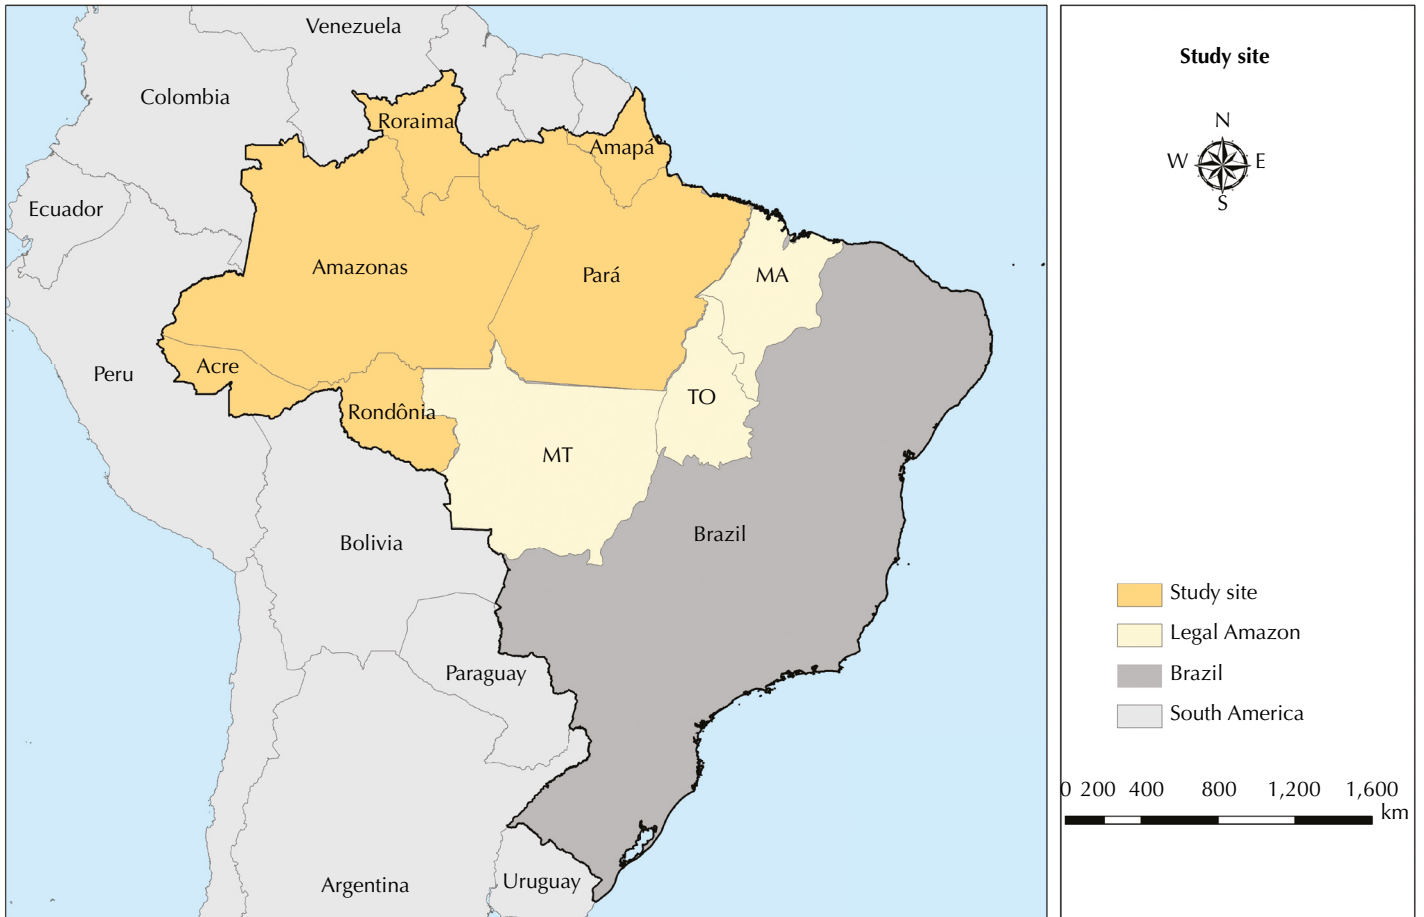 Venezuela
Colombia
Roraima
Amapá
Ecuador
Amazonas
Pará
MA
Peru
Acre
Rondônia
TO
MT
Bolivia
Brazil
Paraguay
Argentina
Uruguay
Study site
N
W E
S
Study site
Legal Amazon
Brazil
South America
0 200 400 800 1,200 1,600
km